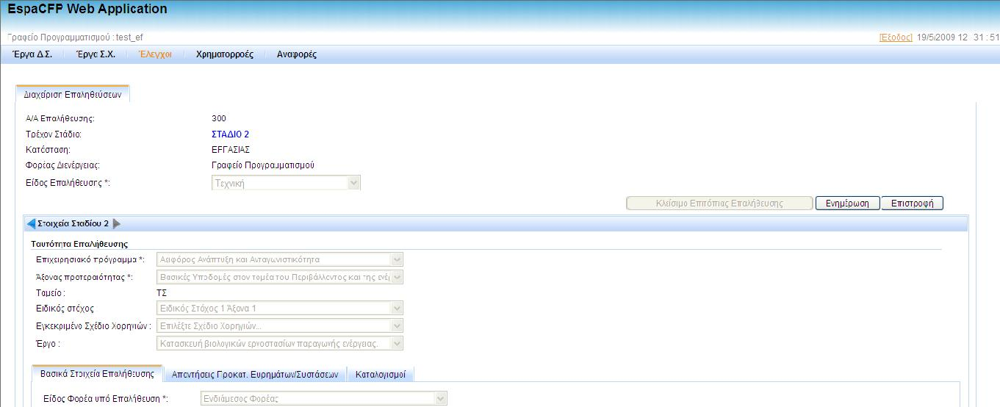 EspaCFP Web Application
Γραφείο Προγραμματισμού : test_ef [Έξοδος] 19/5/2009 12 : 31 : 51
Έργα Δ.Σ. Έργα Σ.Χ. Έλεγχοι Χρηματορροές Αναφορές
Διαχείριση Επαληθεύσεων
Α/Α Επαλήθευσης: 300
Τρέχον Στάδιο: ΣΤΑΔΙΟ 2
Κατάσταση: ΕΡΓΑΣΙΑΣ
Φορέας Διενέργειας: Γραφείο Προγραμματισμού
Είδος Επαλήθευσης *: Τεχνική
Κλείσιμο Επιτόπιας Επαλήθευσης Ενημέρωση Επιστροφή
Στοιχεία Σταδίου 2
Ταυτότητα Επαλήθευσης
Επιχειρησιακό πρόγραμμα *: Αειφόρος Ανάπτυξη και Ανταγωνιστικότητα
Άξονας προτεραιότητας *: Βασικές Υποδομές στον τομέα του Περιβάλλοντος και της ενέρ
Ταμείο : ΤΣ
Ειδικός στόχος Ειδικός Στόχος 1 Άξονα 1
Εγκεκριμένο Σχέδιο Χορηγιών : Επιλέξτε Σχέδιο Χορηγιών...
Έργο : Κατασκευή βιολογικών εργοστασίων παραγωγής ενέργειας.
Βασικά Στοιχεία Επαλήθευσης Απαντήσεις Προκατ. Ευρημάτων/Συστάσεων Καταλογισμοί
Είδος Φορέα υπό Επαλήθευση *: Ενδιάμεσος Φορέας